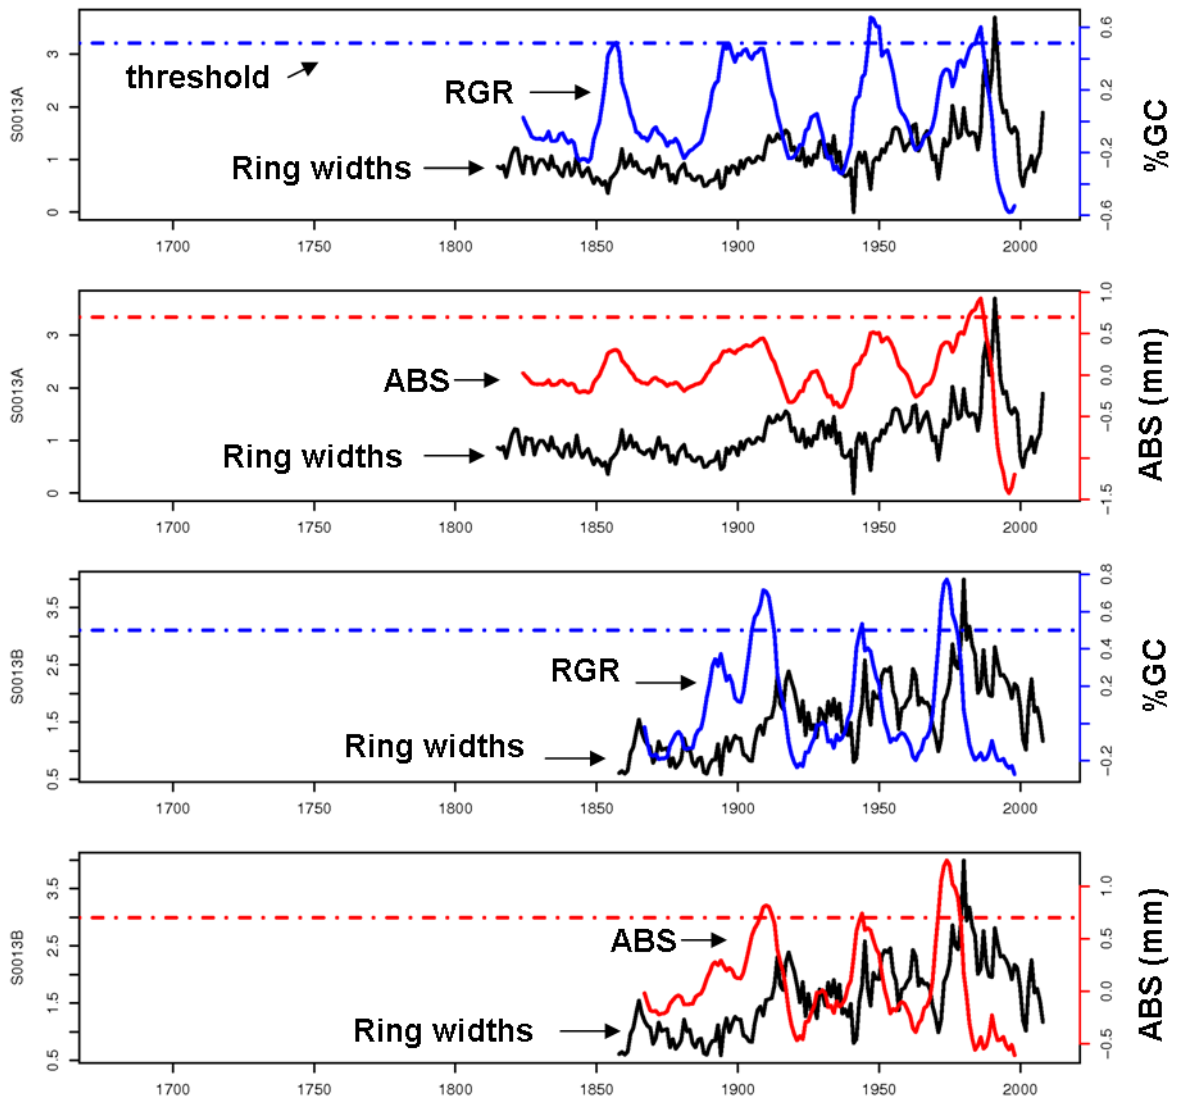 S0013A
0 1 2 3
threshold
RGR
Ring widths
−0.6 −0.2 0.2 0.6
%GC
1700 1750 1800 1850 1900 1950 2000
S0013A
0 1 2 3
ABS
Ring widths
−1.5 −0.5 0.0 0.5 1.0
ABS (mm)
1700 1750 1800 1850 1900 1950 2000
S0013B
0.5 1.5 2.5 3.5
RGR
Ring widths
−0.2 0.2 0.4 0.6 0.8
%GC
1700 1750 1800 1850 1900 1950 2000
S0013B
0.5 1.5 2.5 3.5
ABS
Ring widths
−0.5 0.0 0.5 1.0
ABS (mm)
1700 1750 1800 1850 1900 1950 2000